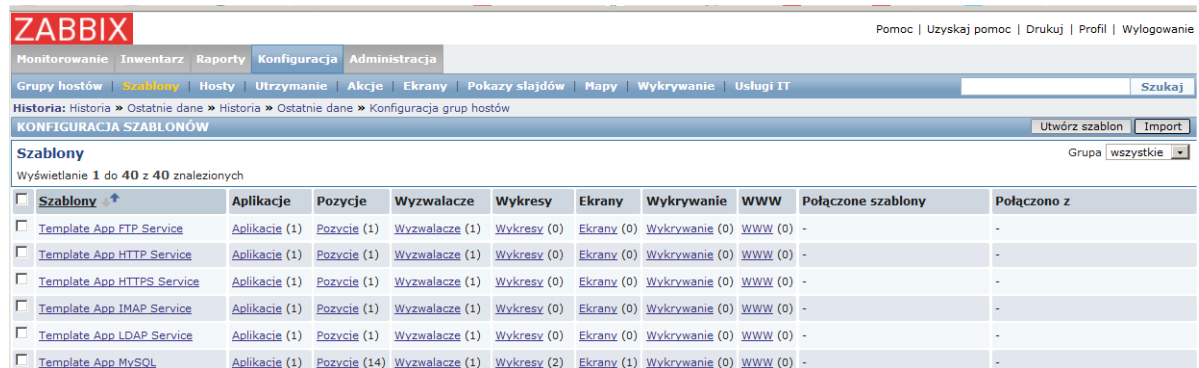 ZABBIX
Pomoc | Uzyskaj pomoc | Drukuj | Profil | Wylogowanie
Monitorowanie Inwentarz Raporty Konfiguracja Administracja
Grupy hostów | Szablony | Hosty | Utrzymanie | Akcje | Ekrany | Pokazy slajdów | Mapy | Wykrywanie | Usługi IT Szukaj
Historia: Historia » Ostatnie dane » Historia » Ostatnie dane » Konfiguracja grup hostów
KONFIGURACJA SZABLONÓW Utwórz szablon Import
Szablony Grupa wszystkie
Wyświetlanie 1 do 40 z 40 znalezionych
Szablony Aplikacje Pozycje Wyzwalacze Wykresy Ekrany Wykrywanie WWW Połączone szablony Połączono z
Template App FTP Service Aplikacje (1) Pozycje (1) Wyzwalacze (1) Wykresy (0) Ekrany (0) Wykrywanie (0) WWW (0) - -
Template App HTTP Service Aplikacje (1) Pozycje (1) Wyzwalacze (1) Wykresy (0) Ekrany (0) Wykrywanie (0) WWW (0) - -
Template App HTTPS Service Aplikacje (1) Pozycje (1) Wyzwalacze (1) Wykresy (0) Ekrany (0) Wykrywanie (0) WWW (0) - -
Template App IMAP Service Aplikacje (1) Pozycje (1) Wyzwalacze (1) Wykresy (0) Ekrany (0) Wykrywanie (0) WWW (0) - -
Template App LDAP Service Aplikacje (1) Pozycje (1) Wyzwalacze (1) Wykresy (0) Ekrany (0) Wykrywanie (0) WWW (0) - -
Template App MySQL Aplikacje (1) Pozycje (14) Wyzwalacze (1) Wykresy (2) Ekrany (1) Wykrywanie (0) WWW (0) - -